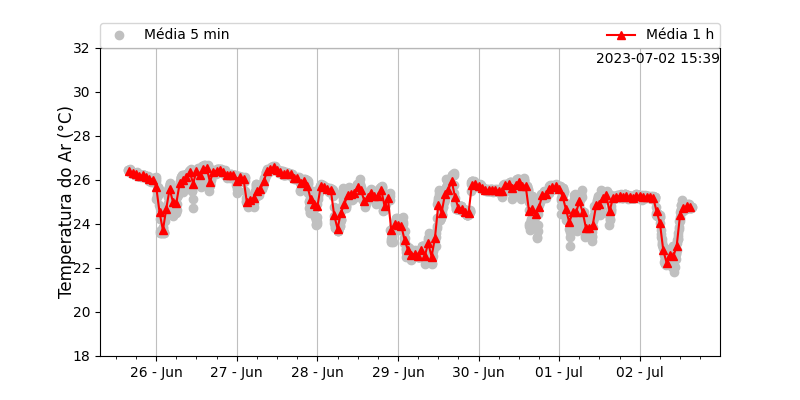 Média 5 min
Média 1 h
2023-07-02 15:39
Temperatura do Ar (°C)
32
30
28
26
24
22
20
18
26 - Jun
27 - Jun
28 - Jun
29 - Jun
30 - Jun
01 - Jul
02 - Jul